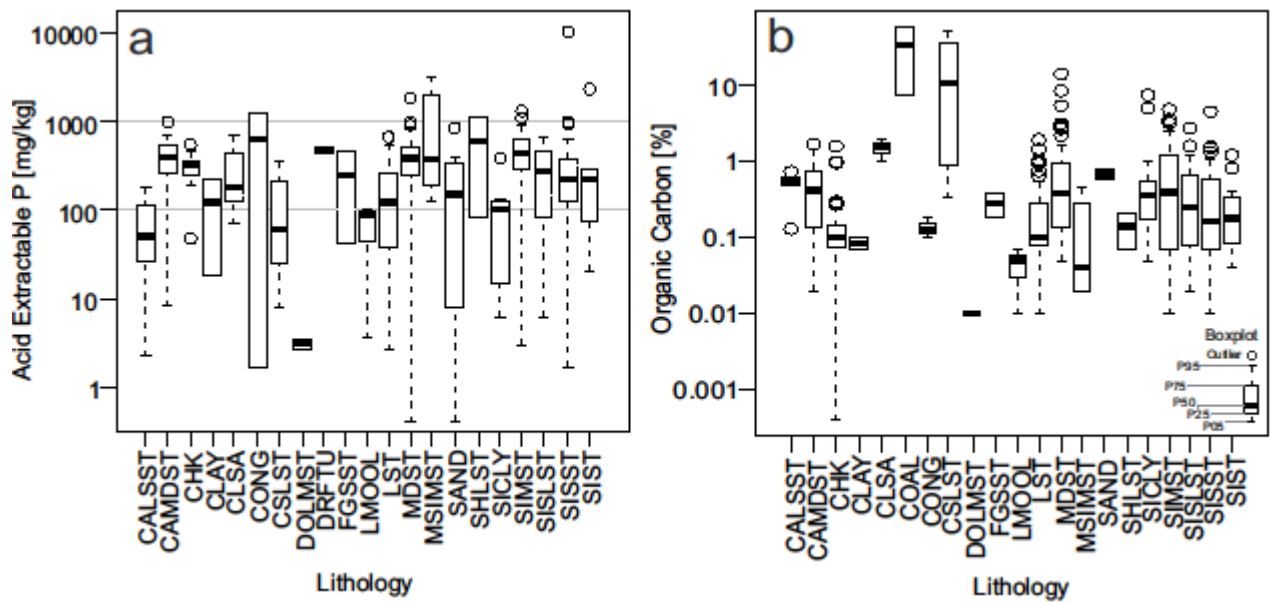 a
Acid Extractable P [mg/kg]
10000
1000
100
10
1
CALSST
CAMDST
CHK
CLAY
CLSA
CONG
CSLST
DOLMST
DRFTU
FGSST
LMOOL
LST
MDST
MSIMST
SAND
SHLST
SICLY
SIMST
SISLST
SISST
SIST
Lithology
b
Organic Carbon [%]
10
1
0.1
0.01
0.001
Boxplot
Outlier
P95
P75
P50
P25
P05
CALSST
CAMDST
CHK
CLAY
CLSA
COAL
CONG
CSLST
DOLMST
FGSST
LMOOL
LST
MDST
MSIMST
SAND
SHLST
SICLY
SIMST
SISLST
SISST
SIST
Lithology